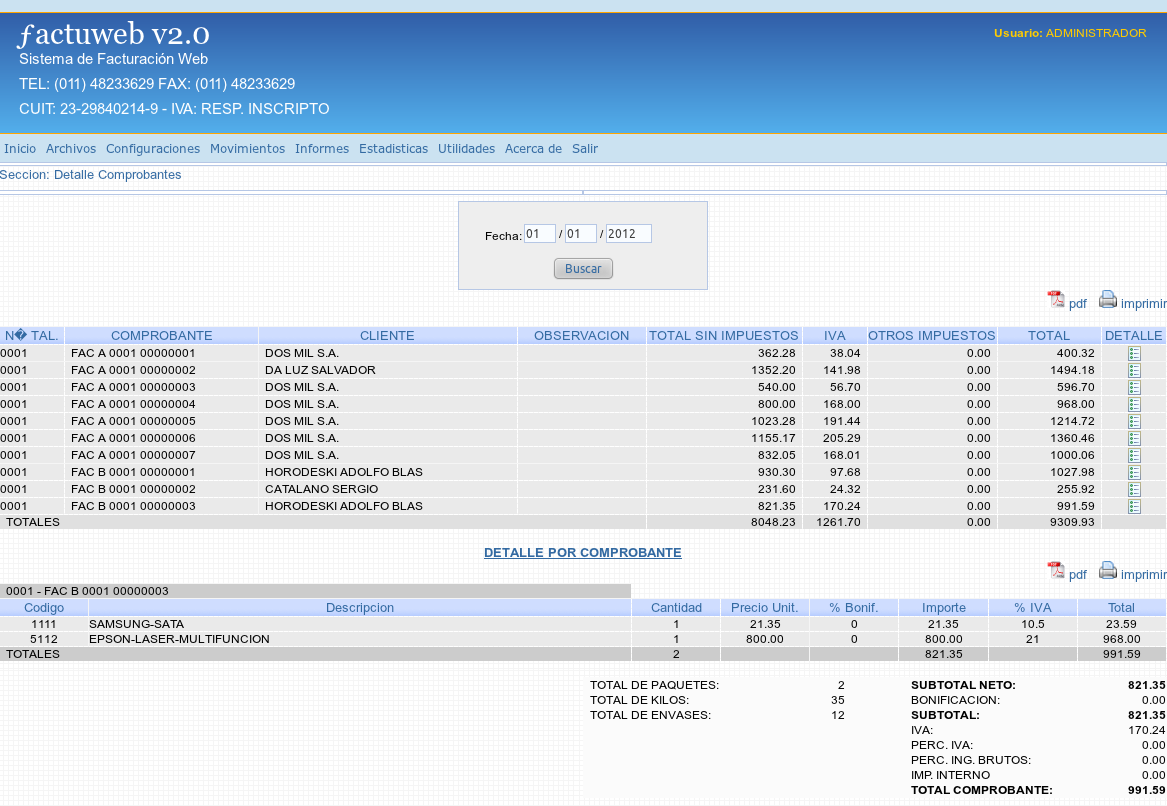 factuweb v2.0
Usuario: ADMINISTRADOR
Sistema de Facturación Web
TEL: (011) 48233629 FAX: (011) 48233629
CUIT: 23-29840214-9 - IVA: RESP. INSCRIPTO
Inicio Archivos Configuraciones Movimientos Informes Estadisticas Utilidades Acerca de Salir
Seccion: Detalle Comprobantes
Fecha: 01 / 01 / 2012
Buscar
pdf imprimir
N� TAL. COMPROBANTE CLIENTE OBSERVACION TOTAL SIN IMPUESTOS IVA OTROS IMPUESTOS TOTAL DETALLE
0001 FAC A 0001 00000001 DOS MIL S.A. 362.28 38.04 0.00 400.32
0001 FAC A 0001 00000002 DA LUZ SALVADOR 1352.20 141.98 0.00 1494.18
0001 FAC A 0001 00000003 DOS MIL S.A. 540.00 56.70 0.00 596.70
0001 FAC A 0001 00000004 DOS MIL S.A. 800.00 168.00 0.00 968.00
0001 FAC A 0001 00000005 DOS MIL S.A. 1023.28 191.44 0.00 1214.72
0001 FAC A 0001 00000006 DOS MIL S.A. 1155.17 205.29 0.00 1360.46
0001 FAC A 0001 00000007 DOS MIL S.A. 832.05 168.01 0.00 1000.06
0001 FAC B 0001 00000001 HORODESKI ADOLFO BLAS 930.30 97.68 0.00 1027.98
0001 FAC B 0001 00000002 CATALANO SERGIO 231.60 24.32 0.00 255.92
0001 FAC B 0001 00000003 HORODESKI ADOLFO BLAS 821.35 170.24 0.00 991.59
TOTALES 8048.23 1261.70 0.00 9309.93
DETALLE POR COMPROBANTE
pdf imprimir
0001 - FAC B 0001 00000003
Codigo Descripcion Cantidad Precio Unit. % Bonif. Importe % IVA Total
1111 SAMSUNG-SATA 1 21.35 0 21.35 10.5 23.59
5112 EPSON-LASER-MULTIFUNCION 1 800.00 0 800.00 21 968.00
TOTALES 2 821.35 991.59
TOTAL DE PAQUETES: 2 SUBTOTAL NETO: 821.35
TOTAL DE KILOS: 35 BONIFICACION: 0.00
TOTAL DE ENVASES: 12 SUBTOTAL: 821.35
IVA: 170.24
PERC. IVA: 0.00
PERC. ING. BRUTOS: 0.00
IMP. INTERNO 0.00
TOTAL COMPROBANTE: 991.59